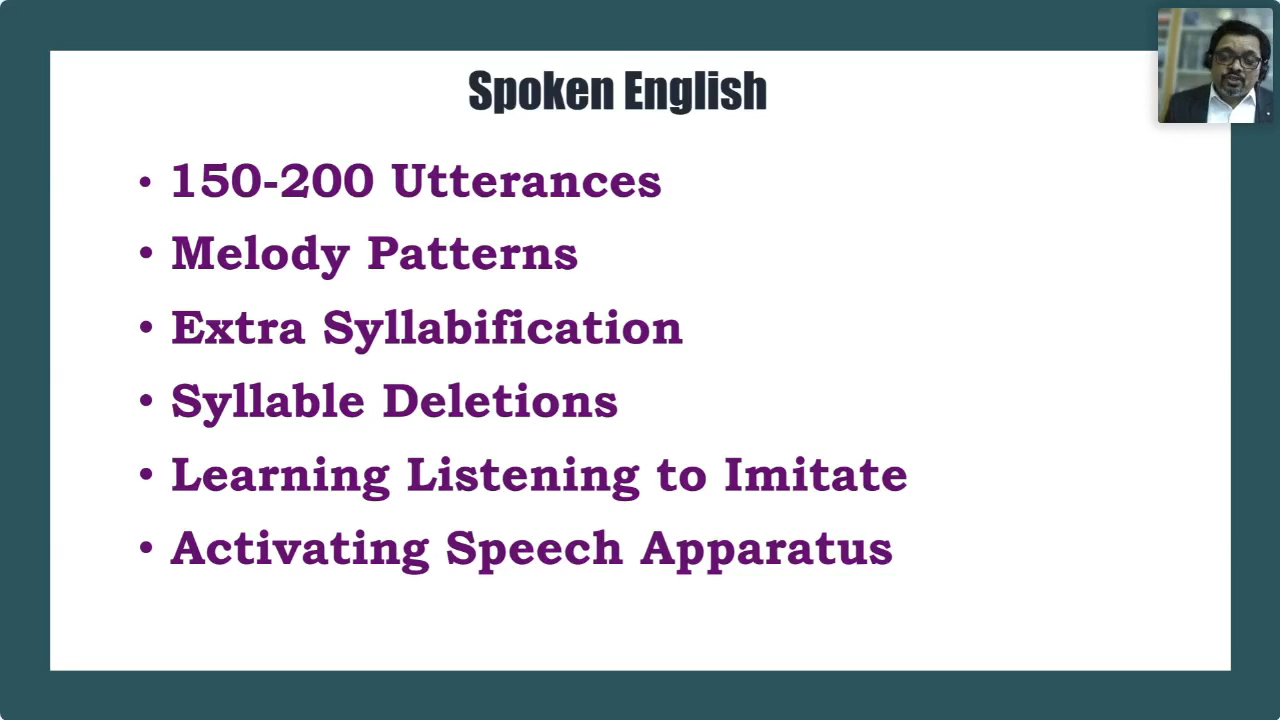 Spoken English
• 150-200 Utterances
• Melody Patterns
• Extra Syllabification
• Syllable Deletions
• Learning Listening to Imitate
• Activating Speech Apparatus